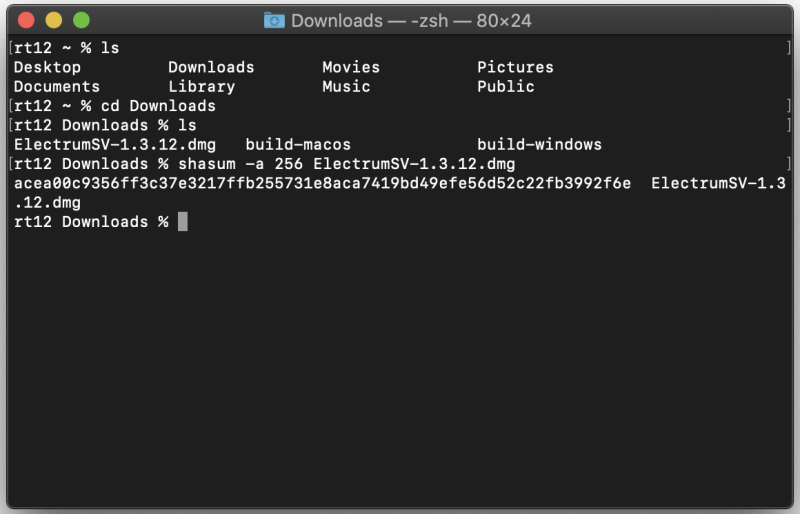 Downloads — -zsh — 80×24
[rt12 ~ % ls ]
Desktop Downloads Movies Pictures
Documents Library Music Public
[rt12 ~ % cd Downloads ]
[rt12 Downloads % ls ]
ElectrumSV-1.3.12.dmg build-macos build-windows
[rt12 Downloads % shasum -a 256 ElectrumSV-1.3.12.dmg ]
acea00c9356ff3c37e3217ffb255731e8aca7419bd49efe56d52c22fb3992f6e ElectrumSV-1.3
.12.dmg
rt12 Downloads %